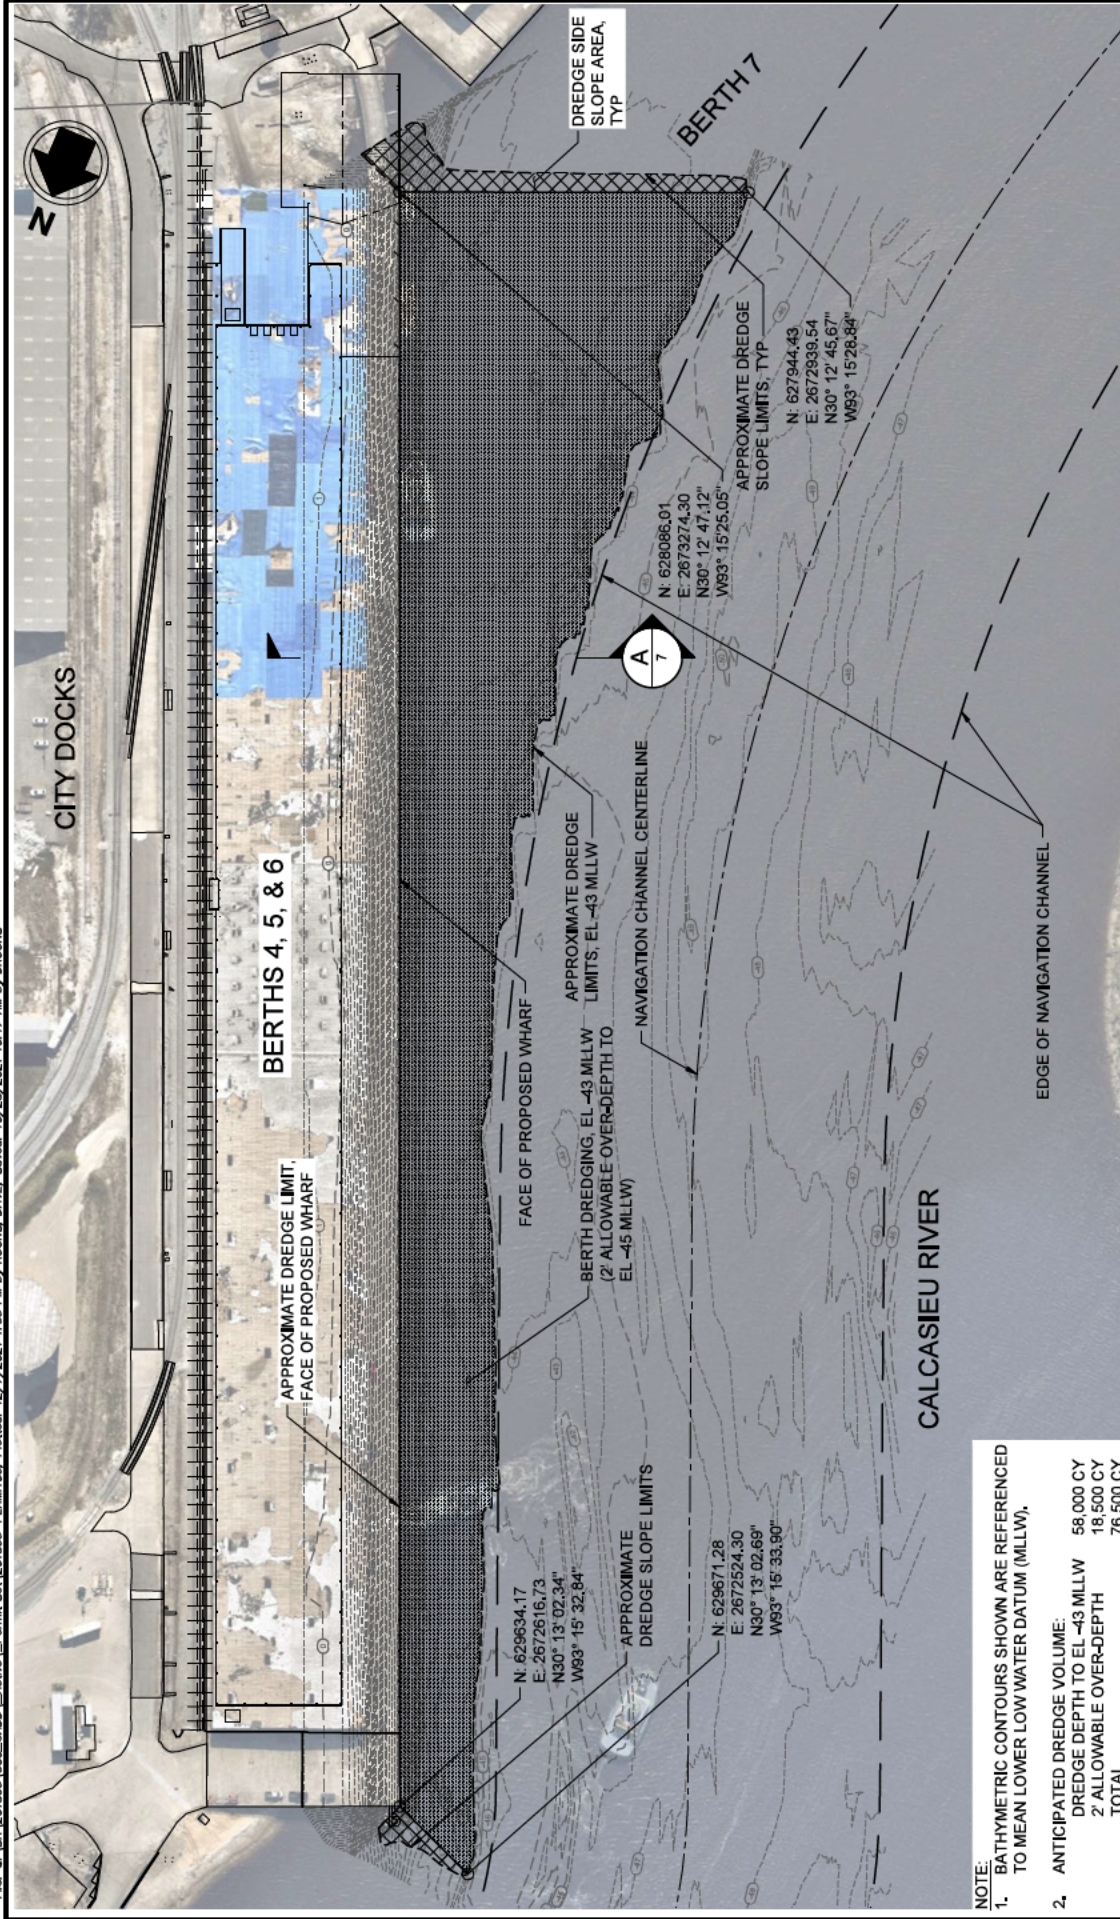 CITY DOCKS
N
BERTHS 4, 5, & 6
BERTH 7
DREDGE SIDE
SLOPE AREA,
TYP
APPROXIMATE DREDGE LIMIT,
FACE OF PROPOSED WHARF
FACE OF PROPOSED WHARF
APPROXIMATE DREDGE
LIMITS, EL -43 MLLW
BERTH DREDGING, EL -43 MLLW
(2' ALLOWABLE OVER-DEPTH TO
EL -45 MLLW)
NAVIGATION CHANNEL CENTERLINE
A
7
N: 628086.01
E: 2673274.30
N30° 12' 47.12"
W93° 15'25.05"
APPROXIMATE DREDGE
SLOPE LIMITS, TYP
N: 627944.43
E: 2672939.54
N30° 12' 45.67"
W93° 15'28.84"
N: 629634.17
E: 2672616.73
N30° 13' 02.34"
W93° 15' 32.84"
APPROXIMATE
DREDGE SLOPE LIMITS
N: 629671.28
E: 2672524.30
N30° 13' 02.69"
W93° 15' 33.90"
EDGE OF NAVIGATION CHANNEL
CALCASIEU RIVER
NOTE:
1. BATHYMETRIC CONTOURS SHOWN ARE REFERENCED
TO MEAN LOWER LOW WATER DATUM (MLLW).
2. ANTICIPATED DREDGE VOLUME:
DREDGE DEPTH TO EL -43 MLLW 58,000 CY
2' ALLOWABLE OVER-DEPTH 18,500 CY
TOTAL 76,500 CY